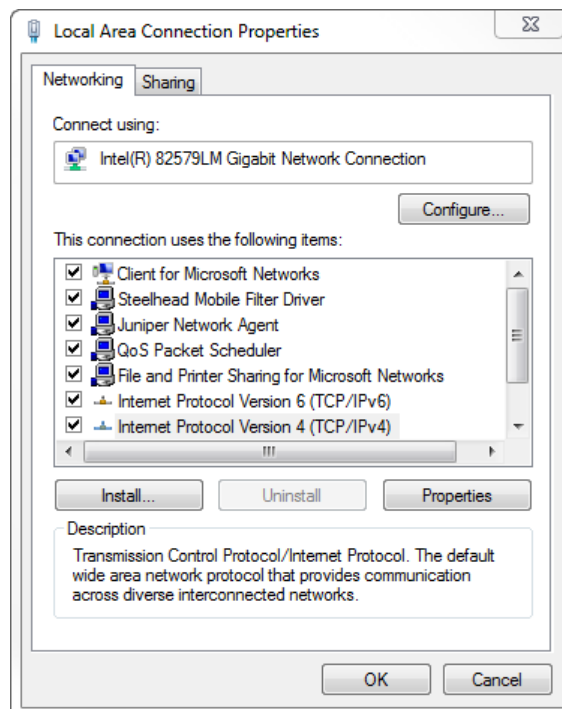 Local Area Connection Properties
Networking
Sharing
Connect using:
Intel(R) 82579LM Gigabit Network Connection
Configure...
This connection uses the following items:
Client for Microsoft Networks
Steelhead Mobile Filter Driver
Juniper Network Agent
QoS Packet Scheduler
File and Printer Sharing for Microsoft Networks
Internet Protocol Version 6 (TCP/IPv6)
Internet Protocol Version 4 (TCP/IPv4)
Install...
Uninstall
Properties
Description
Transmission Control Protocol/Internet Protocol. The default
wide area network protocol that provides communication
across diverse interconnected networks.
OK
Cancel